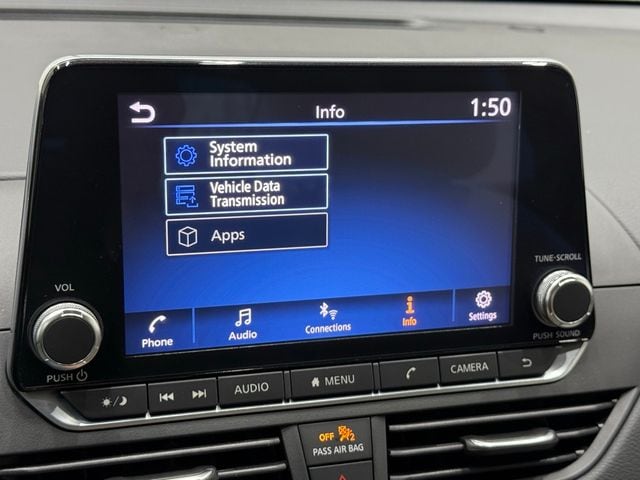 Info
1:50
System
Information
Vehicle Data
Transmission
Apps
Phone
Audio
Connections
Info
Settings
VOL
PUSH
TUNE·SCROLL
PUSH SOUND
AUDIO
MENU
CAMERA
OFF 2
PASS AIR BAG